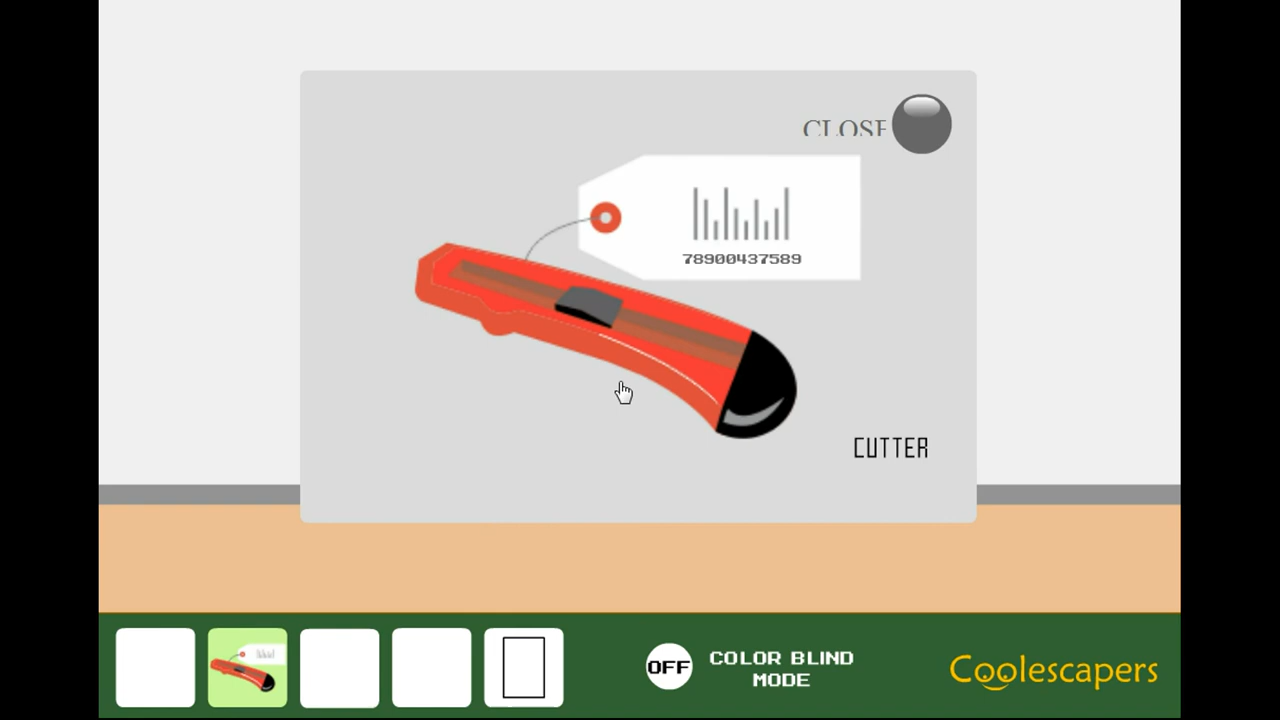 CLOSE
78900437589
CUTTER
OFF
COLOR BLIND
MODE
Coolescapers